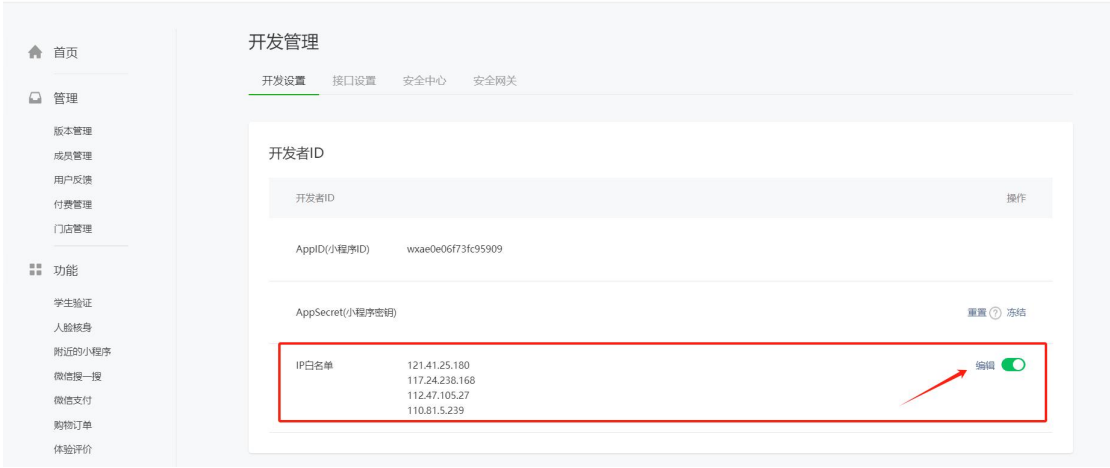 首页
管理
版本管理
成员管理
用户反馈
付费管理
门店管理
功能
学生验证
人脸核身
附近的小程序
微信搜一搜
微信支付
购物订单
体验评价
开发管理
开发设置 接口设置 安全中心 安全网关
开发者ID
开发者ID 操作
AppID(小程序ID) wxae0e06f73fc95909
AppSecret(小程序密钥) 重置 ? 冻结
IP白名单 121.41.25.180 编辑
117.24.238.168
112.47.105.27
110.81.5.239